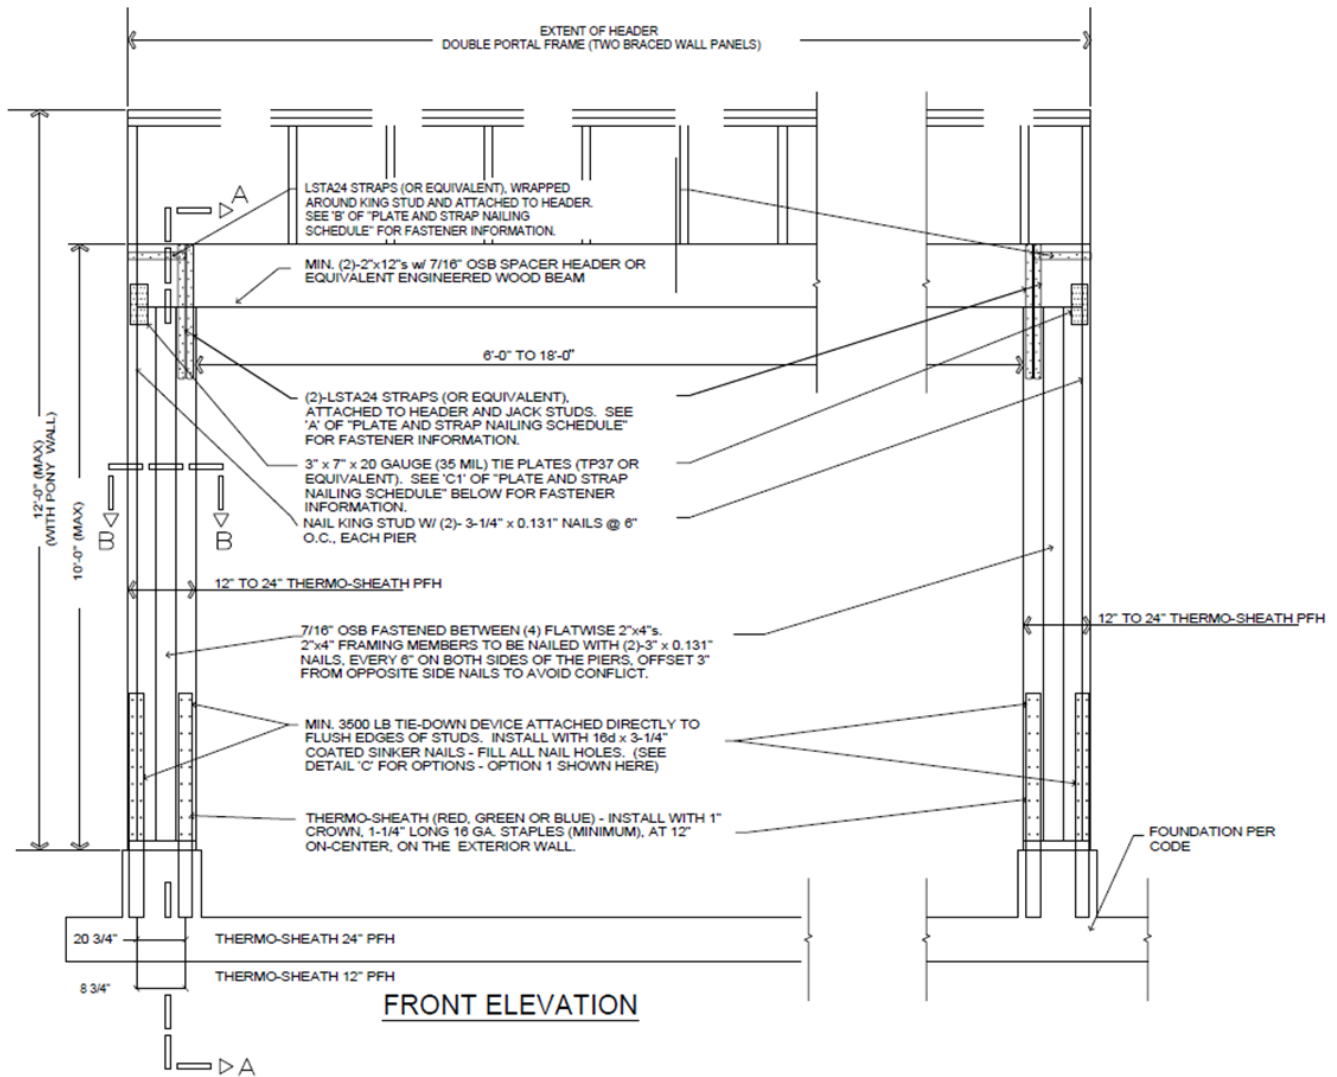 EXTENT OF HEADER
DOUBLE PORTAL FRAME (TWO BRACED WALL PANELS)
A
LSTA24 STRAPS (OR EQUIVALENT), WRAPPED
AROUND KING STUD AND ATTACHED TO HEADER.
SEE 'B' OF "PLATE AND STRAP NAILING
SCHEDULE" FOR FASTENER INFORMATION.
MIN. (2)-2"x12"s w/ 7/16" OSB SPACER HEADER OR
EQUIVALENT ENGINEERED WOOD BEAM
6'-0" TO 18'-0"
(2)-LSTA24 STRAPS (OR EQUIVALENT),
ATTACHED TO HEADER AND JACK STUDS. SEE
'A' OF "PLATE AND STRAP NAILING SCHEDULE"
FOR FASTENER INFORMATION.
12'-0" (MAX)
(WITH PONY WALL)
10'-0" (MAX)
3" x 7" x 20 GAUGE (35 MIL) TIE PLATES (TP37 OR
EQUIVALENT). SEE 'C1' OF "PLATE AND STRAP
NAILING SCHEDULE" BELOW FOR FASTENER
INFORMATION.
NAIL KING STUD W/ (2)- 3-1/4" x 0.131" NAILS @ 6"
O.C., EACH PIER
B
B
12" TO 24" THERMO-SHEATH PFH
12" TO 24" THERMO-SHEATH PFH
7/16" OSB FASTENED BETWEEN (4) FLATWISE 2"x4"s.
2"x4" FRAMING MEMBERS TO BE NAILED WITH (2)-3" x 0.131"
NAILS, EVERY 6" ON BOTH SIDES OF THE PIERS, OFFSET 3"
FROM OPPOSITE SIDE NAILS TO AVOID CONFLICT.
MIN. 3500 LB TIE-DOWN DEVICE ATTACHED DIRECTLY TO
FLUSH EDGES OF STUDS. INSTALL WITH 16d x 3-1/4"
COATED SINKER NAILS - FILL ALL NAIL HOLES. (SEE
DETAIL 'C' FOR OPTIONS - OPTION 1 SHOWN HERE)
THERMO-SHEATH (RED, GREEN OR BLUE) - INSTALL WITH 1"
CROWN, 1-1/4" LONG 16 GA. STAPLES (MINIMUM), AT 12"
ON-CENTER, ON THE EXTERIOR WALL.
FOUNDATION PER
CODE
20 3/4"
THERMO-SHEATH 24" PFH
8 3/4"
THERMO-SHEATH 12" PFH
FRONT ELEVATION
A